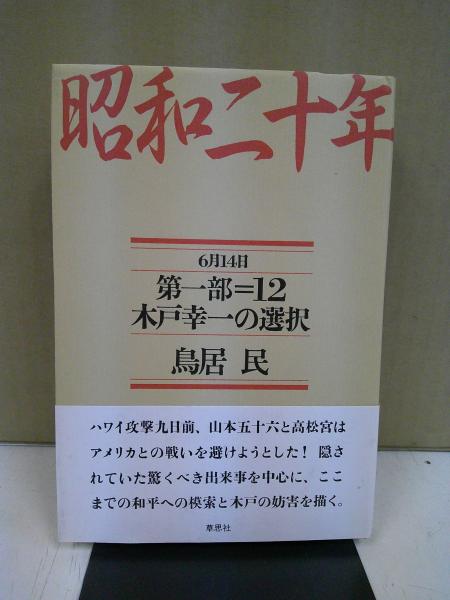 昭和二十年
6月14日
第一部=12
木戸幸一の選択
鳥居 民
ハワイ攻撃九日前、山本五十六と高松宮は
アメリカとの戦いを避けようとした！ 隠さ
れていた驚くべき出来事を中心に、ここ
までの和平への模索と木戸の妨害を描く。
草思社